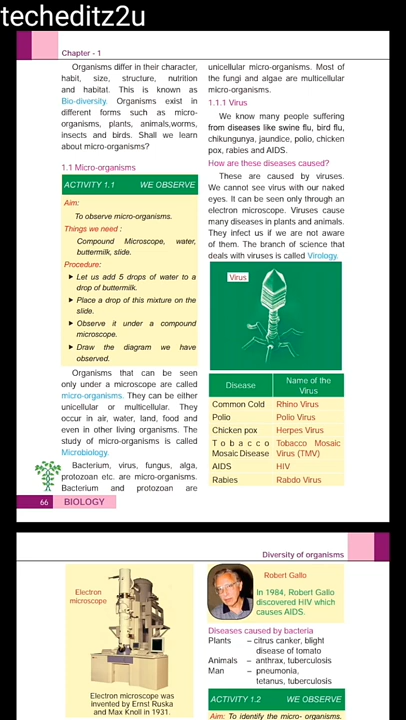 techeditz2u
Chapter - 1
Organisms differ in their character,
habit, size, structure, nutrition
and habitat. This is known as
Bio-diversity. Organisms exist in
different forms such as micro-
organisms, plants, animals,worms,
insects and birds. Shall we learn
about micro-organisms?
1.1 Micro-organisms
ACTIVITY 1.1 WE OBSERVE
Aim:
To observe micro-organisms.
Things we need :
Compound Microscope, water,
buttermilk, slide.
Procedure:
Let us add 5 drops of water to a
drop of buttermilk.
Place a drop of this mixture on the
slide.
Observe it under a compound
microscope.
Draw the diagram we have
observed.
Organisms that can be seen
only under a microscope are called
micro-organisms. They can be either
unicellular or multicellular. They
occur in air, water, land, food and
even in other living organisms. The
study of micro-organisms is called
Microbiology.
Bacterium, virus, fungus, alga,
protozoan etc. are micro-organisms.
Bacterium and protozoan are
66 BIOLOGY
unicellular micro-organisms. Most of
the fungi and algae are multicellular
micro-organisms.
1.1.1 Virus
We know many people suffering
from diseases like swine flu, bird flu,
chikungunya, jaundice, polio, chicken
pox, rabies and AIDS.
How are these diseases caused?
These are caused by viruses.
We cannot see virus with our naked
eyes. It can be seen only through an
electron microscope. Viruses cause
many diseases in plants and animals.
They infect us if we are not aware
of them. The branch of science that
deals with viruses is called Virology.
Virus
Disease Name of the
Virus
Common Cold Rhino Virus
Polio Polio Virus
Chicken pox Herpes Virus
Tobacco Tobacco Mosaic
Mosaic Disease Virus (TMV)
AIDS HIV
Rabies Rabdo Virus
Diversity of organisms
Electron
microscope
Electron microscope was
invented by Ernst Ruska
and Max Knoll in 1931.
Robert Gallo
In 1984, Robert Gallo
discovered HIV which
causes AIDS.
Diseases caused by bacteria
Plants – citrus canker, blight
disease of tomato
Animals – anthrax, tuberculosis
Man – pneumonia,
tetanus, tuberculosis
ACTIVITY 1.2 WE OBSERVE
Aim: To identify the micro- organisms.